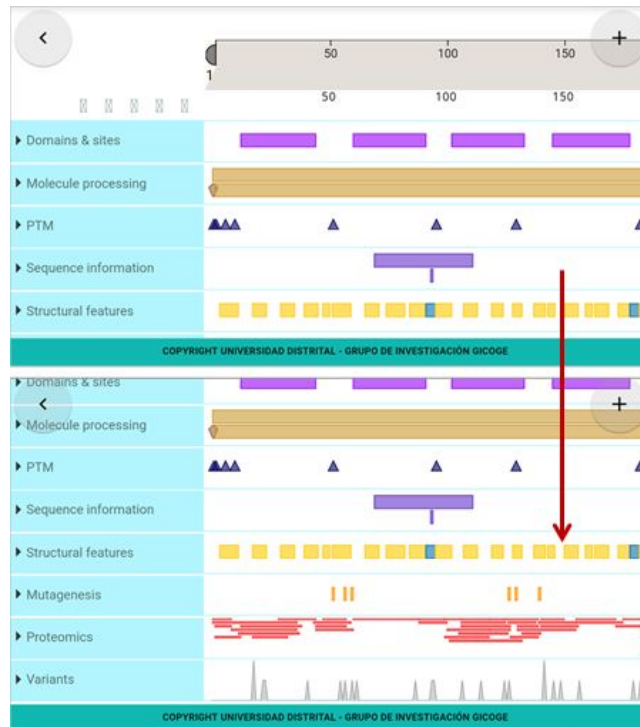 50 100 150
1
50 100 150
Domains & sites
Molecule processing
PTM
Sequence information
Structural features
COPYRIGHT UNIVERSIDAD DISTRITAL - GRUPO DE INVESTIGACIÓN GICOGE
Domains & sites
Molecule processing
PTM
Sequence information
Structural features
Mutagenesis
Proteomics
Variants
COPYRIGHT UNIVERSIDAD DISTRITAL - GRUPO DE INVESTIGACIÓN GICOGE